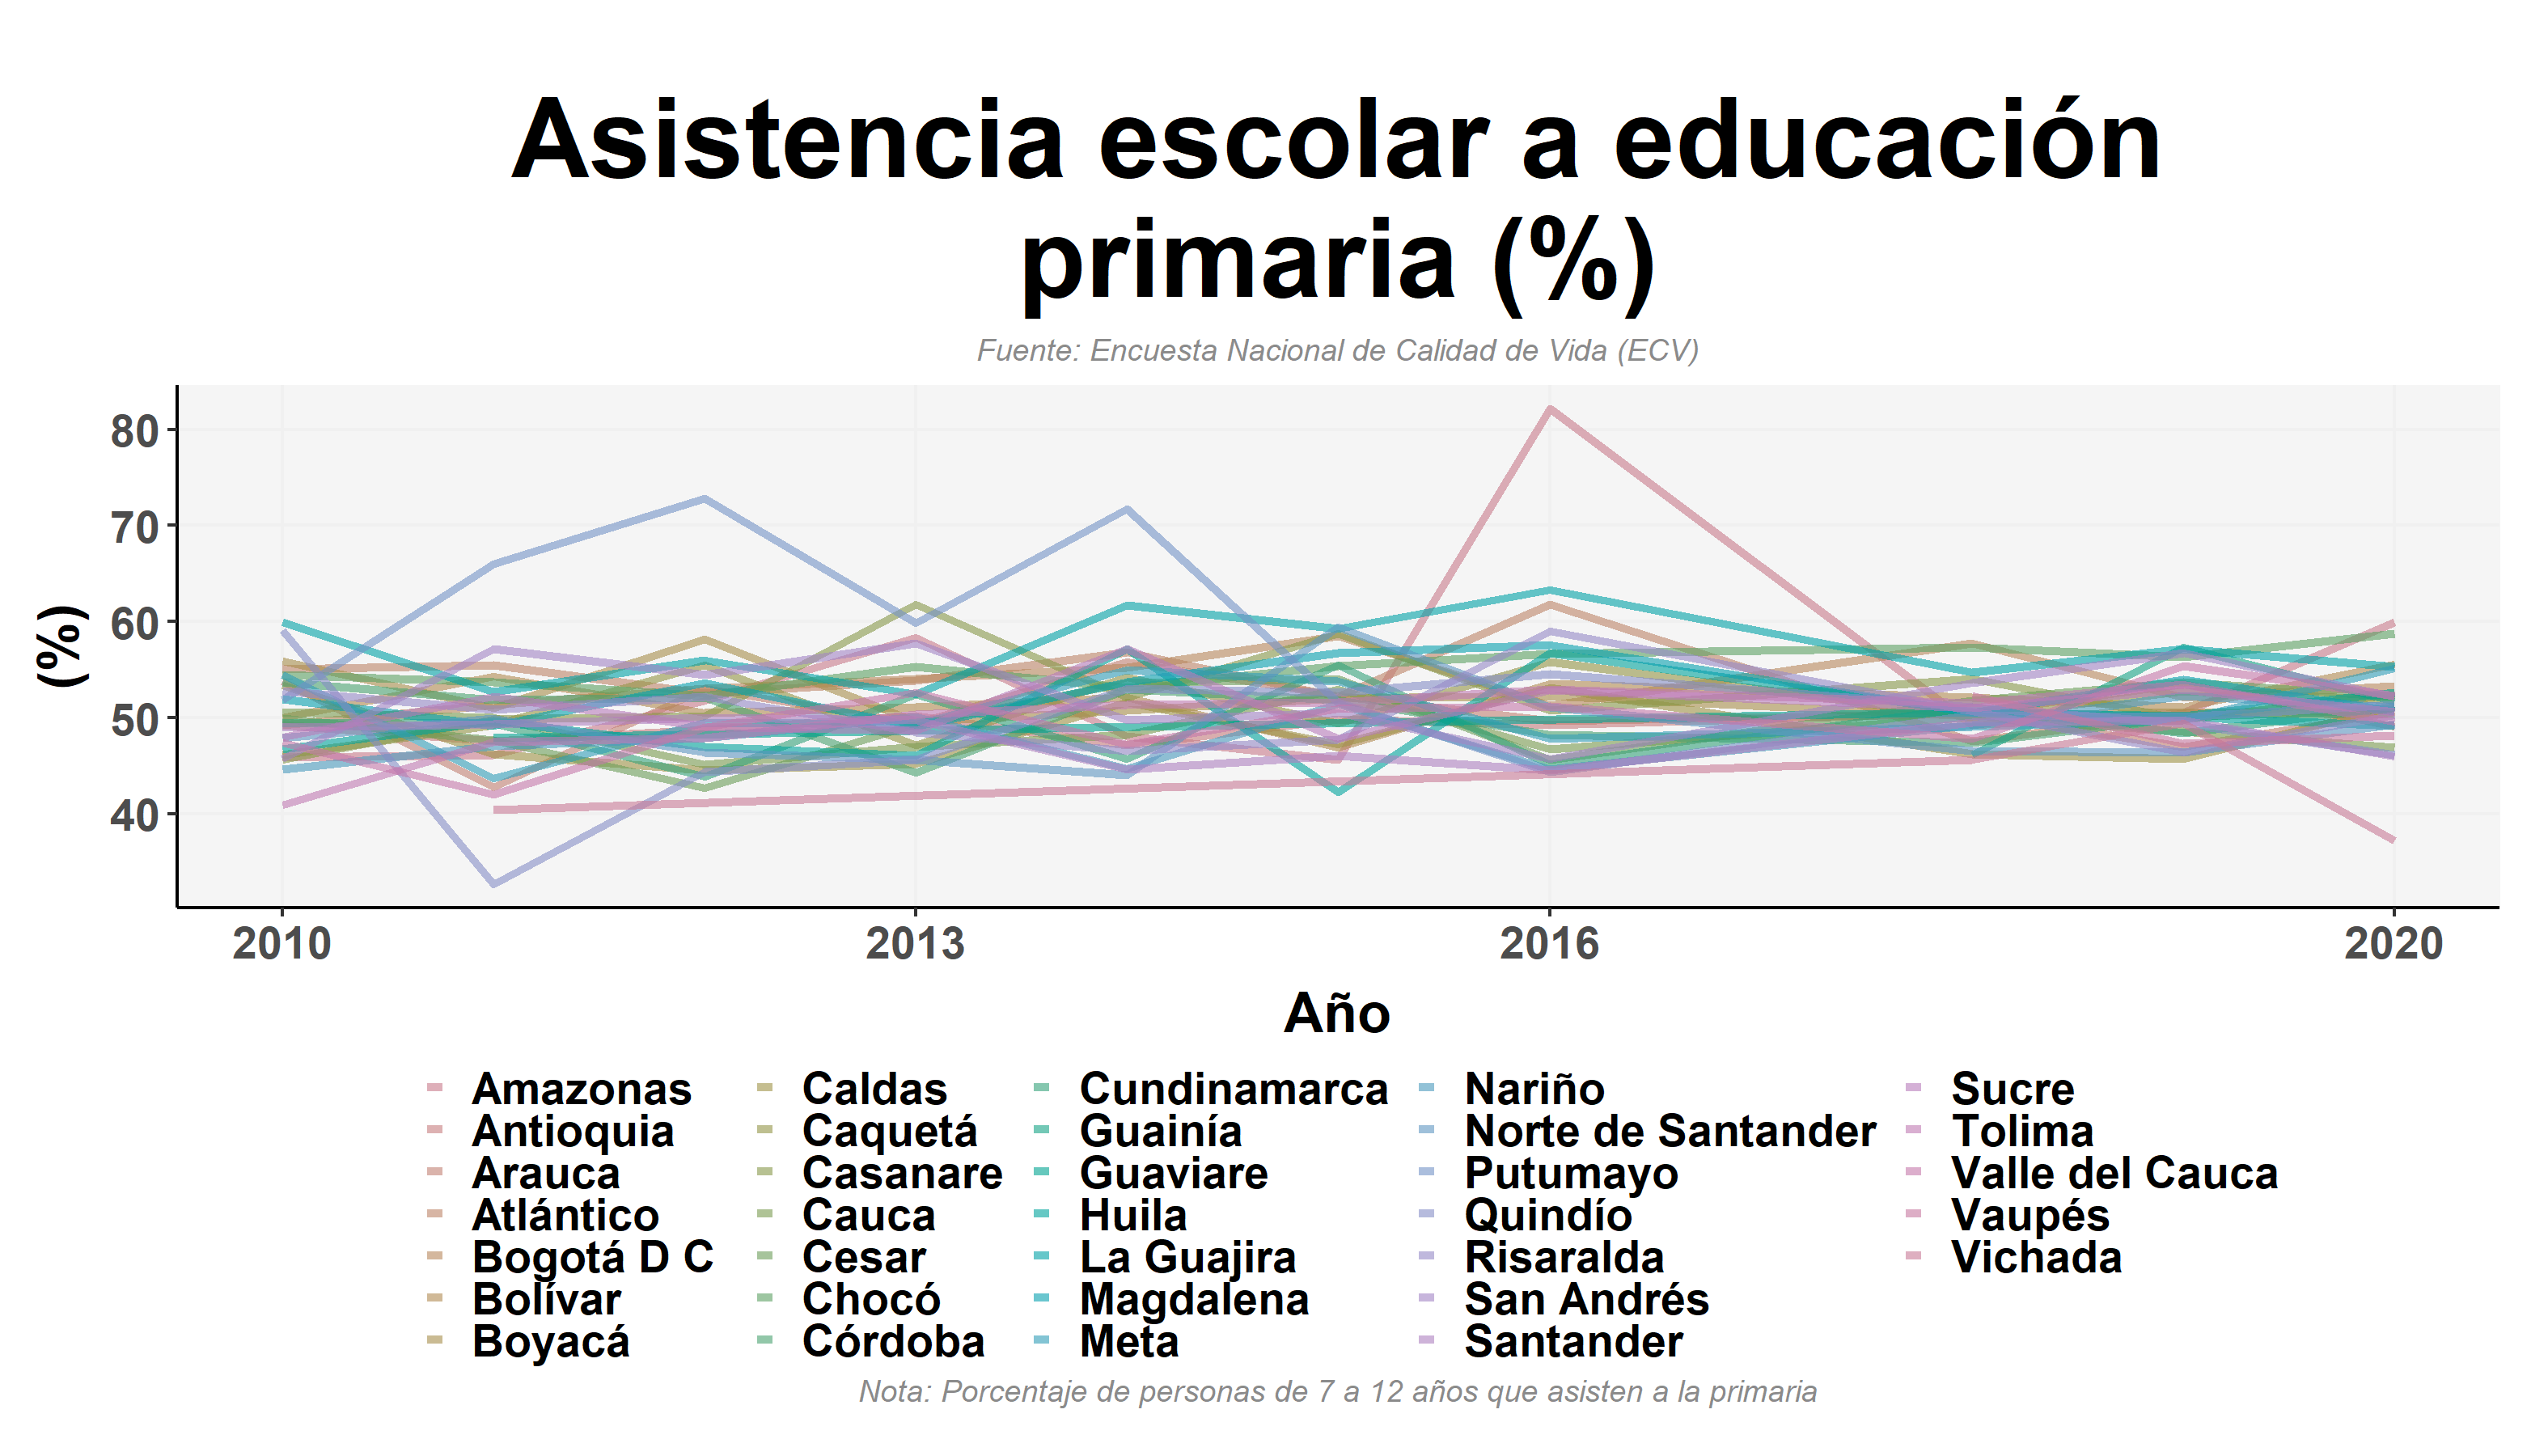 Asistencia escolar a educación
primaria (%)
Fuente: Encuesta Nacional de Calidad de Vida (ECV)
(%)
80
70
60
50
40
2010 2013 2016 2020
Año
Amazonas
Antioquia
Arauca
Atlántico
Bogotá D C
Bolívar
Boyacá
Caldas
Caquetá
Casanare
Cauca
Cesar
Chocó
Córdoba
Cundinamarca
Guainía
Guaviare
Huila
La Guajira
Magdalena
Meta
Nariño
Norte de Santander
Putumayo
Quindío
Risaralda
San Andrés
Santander
Sucre
Tolima
Valle del Cauca
Vaupés
Vichada
Nota: Porcentaje de personas de 7 a 12 años que asisten a la primaria